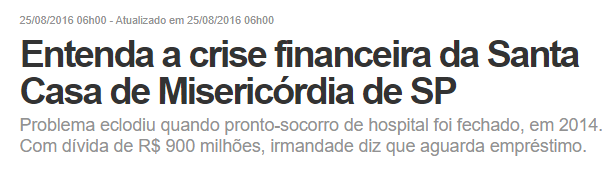 25/08/2016 06h00 - Atualizado em 25/08/2016 06h00
Entenda a crise financeira da Santa
Casa de Misericórdia de SP
Problema eclodiu quando pronto-socorro de hospital foi fechado, em 2014.
Com dívida de R$ 900 milhões, irmandade diz que aguarda empréstimo.